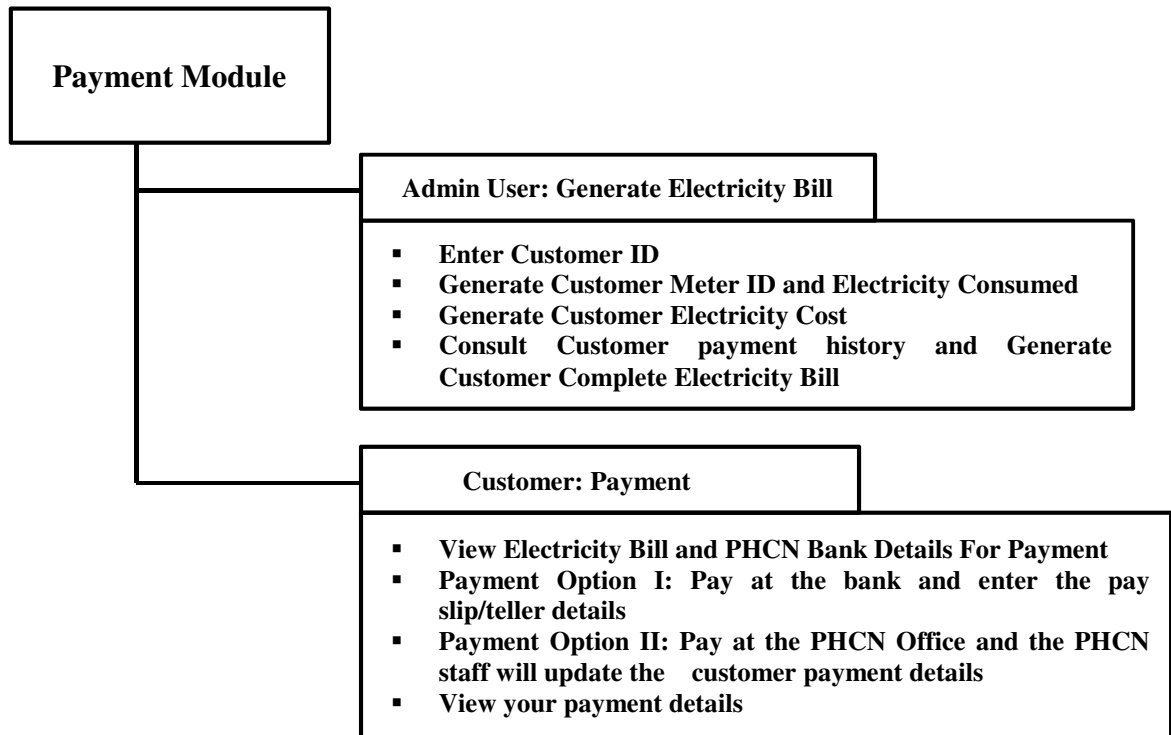 Payment Module
Admin User: Generate Electricity Bill
▪ Enter Customer ID
▪ Generate Customer Meter ID and Electricity Consumed
▪ Generate Customer Electricity Cost
▪ Consult Customer payment history and Generate
Customer Complete Electricity Bill
Customer: Payment
▪ View Electricity Bill and PHCN Bank Details For Payment
▪ Payment Option I: Pay at the bank and enter the pay
slip/teller details
▪ Payment Option II: Pay at the PHCN Office and the PHCN
staff will update the customer payment details
▪ View your payment details